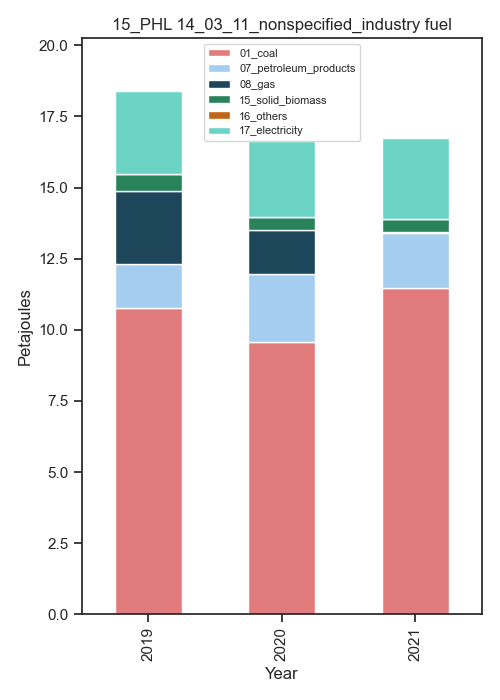 15_PHL 14_03_11_nonspecified_industry fuel
01_coal
07_petroleum_products
08_gas
15_solid_biomass
16_others
17_electricity
20.0
17.5
15.0
12.5
10.0
7.5
5.0
2.5
0.0
Petajoules
2019
2020
2021
Year